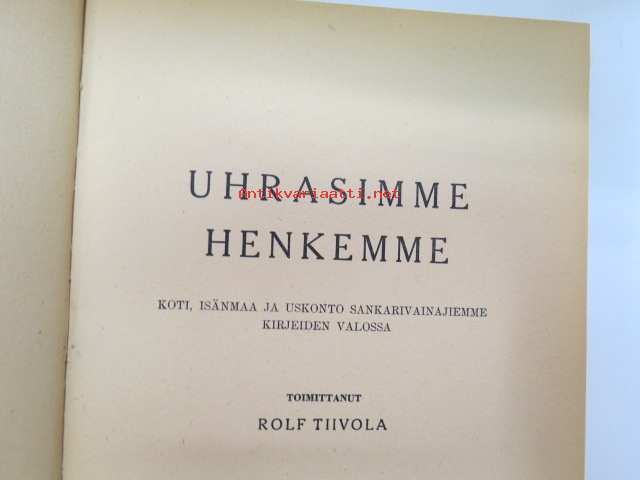 UHRASIMME
Antikvariaatti.net
HENKEMME
KOTI, ISÄNMAA JA USKONTO SANKARIVAINAJIEMME
KIRJEIDEN VALOSSA
TOIMITTANUT
ROLF TIIVOLA